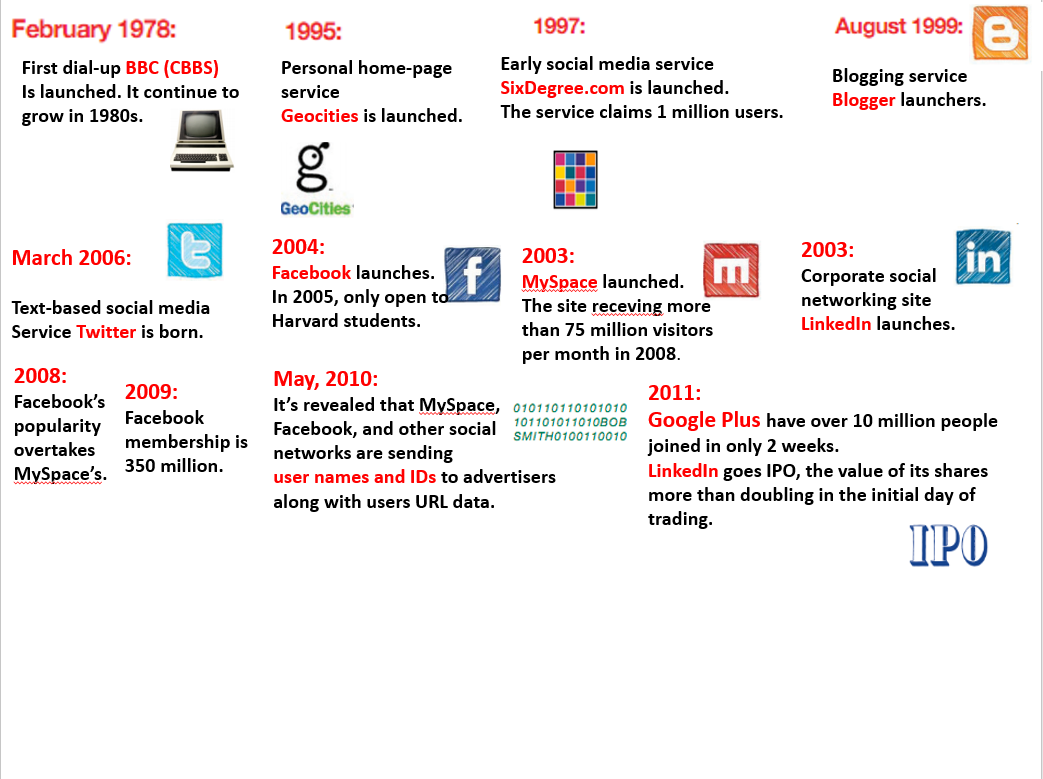 February 1978:
First dial-up BBC (CBBS)
Is launched. It continue to
grow in 1980s.
1995:
Personal home-page
service
Geocities is launched.
GeoCities
1997:
Early social media service
SixDegree.com is launched.
The service claims 1 million users.
August 1999:
Blogging service
Blogger launchers.
March 2006:
Text-based social media
Service Twitter is born.
2004:
Facebook launches.
In 2005, only open to
Harvard students.
2003:
MySpace launched.
The site receving more
than 75 million visitors
per month in 2008.
2003:
Corporate social
networking site
LinkedIn launches.
in
2008:
Facebook's
popularity
overtakes
MySpace's.
2009:
Facebook
membership is
350 million.
May, 2010:
It's revealed that MySpace,
Facebook, and other social
networks are sending
user names and IDs to advertisers
along with users URL data.
010110110101010
101101011010BOB
SMITH0100110010
2011:
Google Plus have over 10 million people
joined in only 2 weeks.
LinkedIn goes IPO, the value of its shares
more than doubling in the initial day of
trading.
IPO